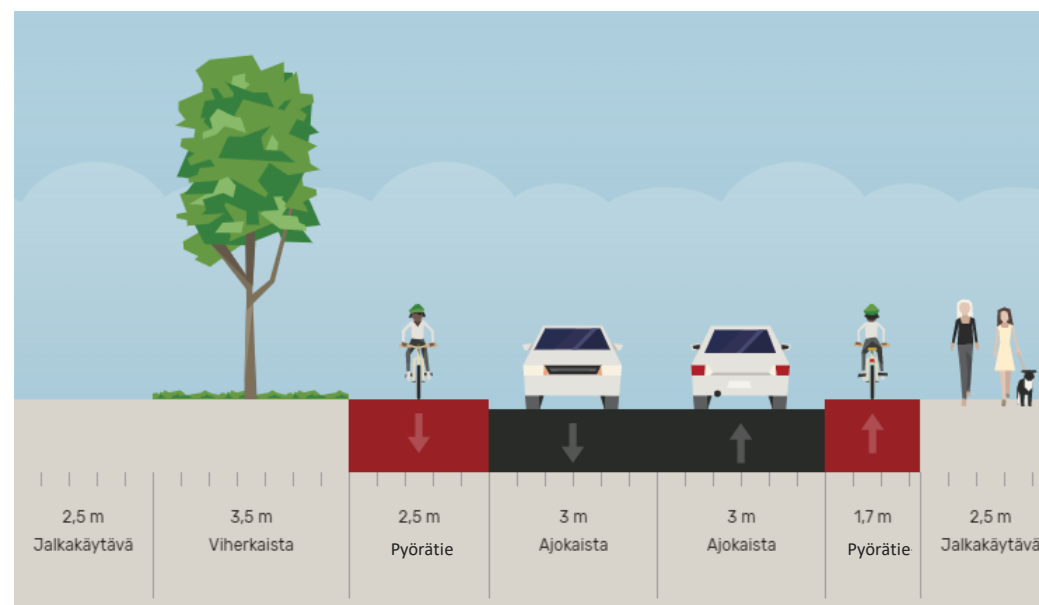 2,5 m
Jalkakäytävä
3,5 m
Viherkaista
2,5 m
Pyörätie
3 m
Ajokaista
3 m
Ajokaista
1,7 m
Pyörätie
2,5 m
Jalkakäytävä